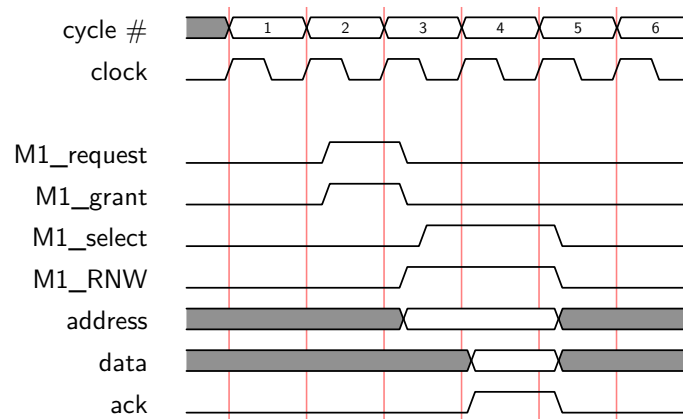 cycle # 1 2 3 4 5 6
clock
M1_request
M1_grant
M1_select
M1_RNW
address
data
ack